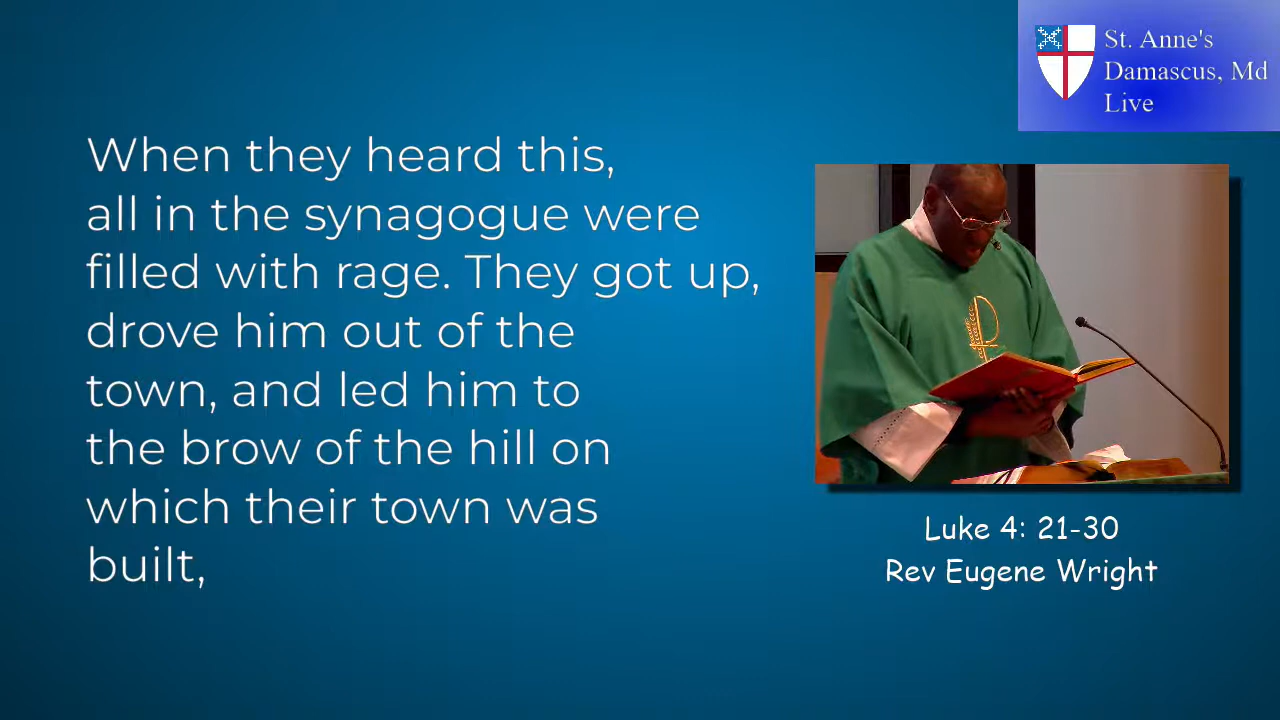 St. Anne's
Damascus, Md
Live
When they heard this,
all in the synagogue were
filled with rage. They got up,
drove him out of the
town, and led him to
the brow of the hill on
which their town was
built,
Luke 4: 21-30
Rev Eugene Wright